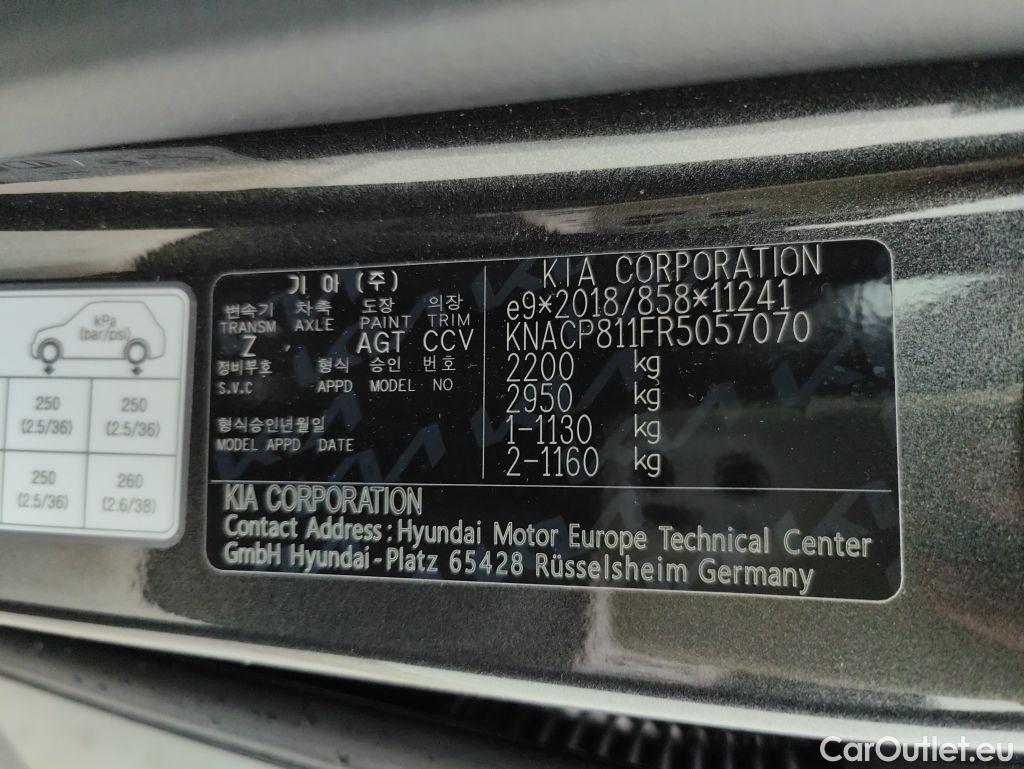 kPa
(bar/psi)
250 250
(2.5/36) (2.5/36)
250 260
(2.5/36) (2.6/38)
기 아 (주)
변속기 차축 도장 의장
TRANSM AXLE PAINT TRIM
Z AGT CCV
정비부호 형식 승인 번호
S.V.C APPD MODEL NO
형식승인년월일
MODEL APPD DATE
KIA CORPORATION
e9*2018/858*11241
KNACP811FR5057070
2200 kg
2950 kg
1-1130 kg
2-1160 kg
KIA CORPORATION
Contact Address : Hyundai Motor Europe Technical Center
GmbH Hyundai-Platz 65428 Rüsselsheim Germany
CarOutlet.eu